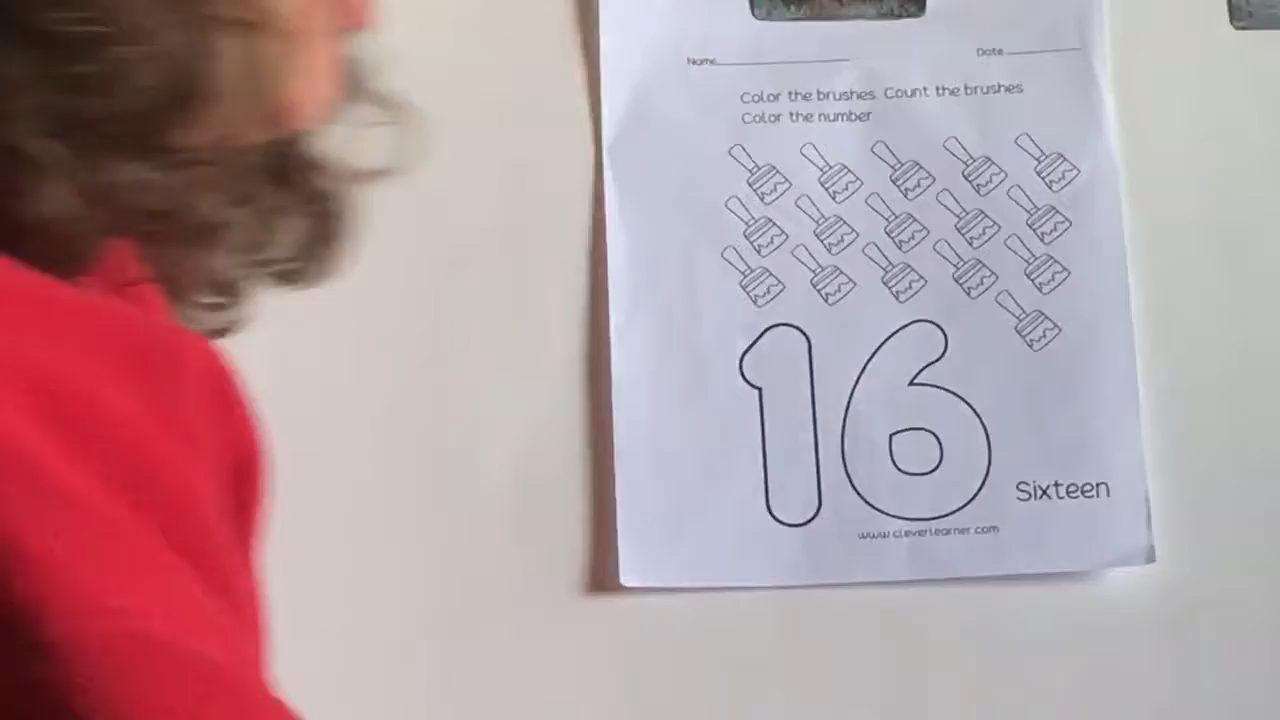 Name
Date
Color the brushes. Count the brushes
Color the number
16
Sixteen
www.cleverlearner.com